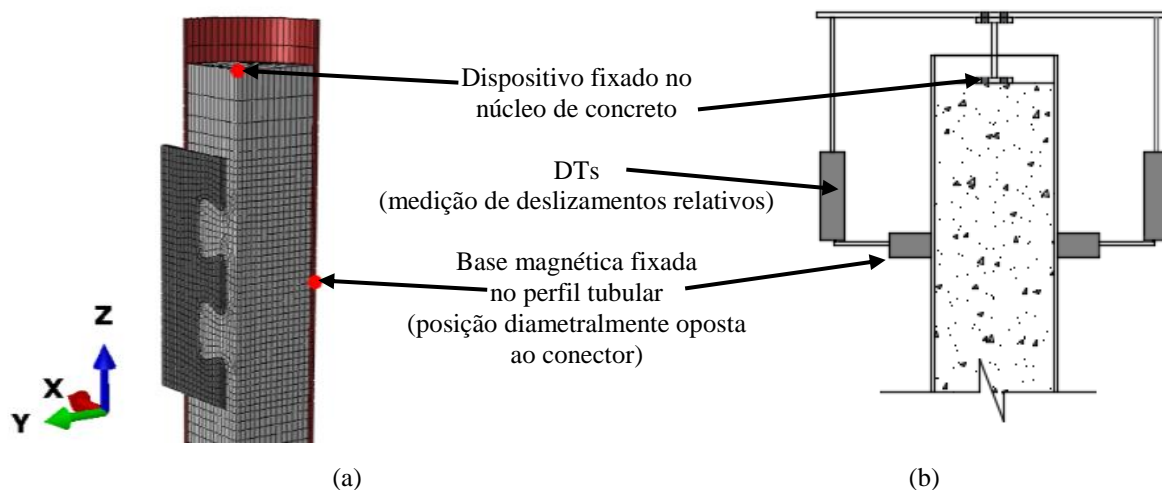 Dispositivo fixado no
núcleo de concreto
DTs
(medição de deslizamentos relativos)
Base magnética fixada
no perfil tubular
(posição diametralmente oposta
ao conector)
Z
X
Y
(a)
(b)